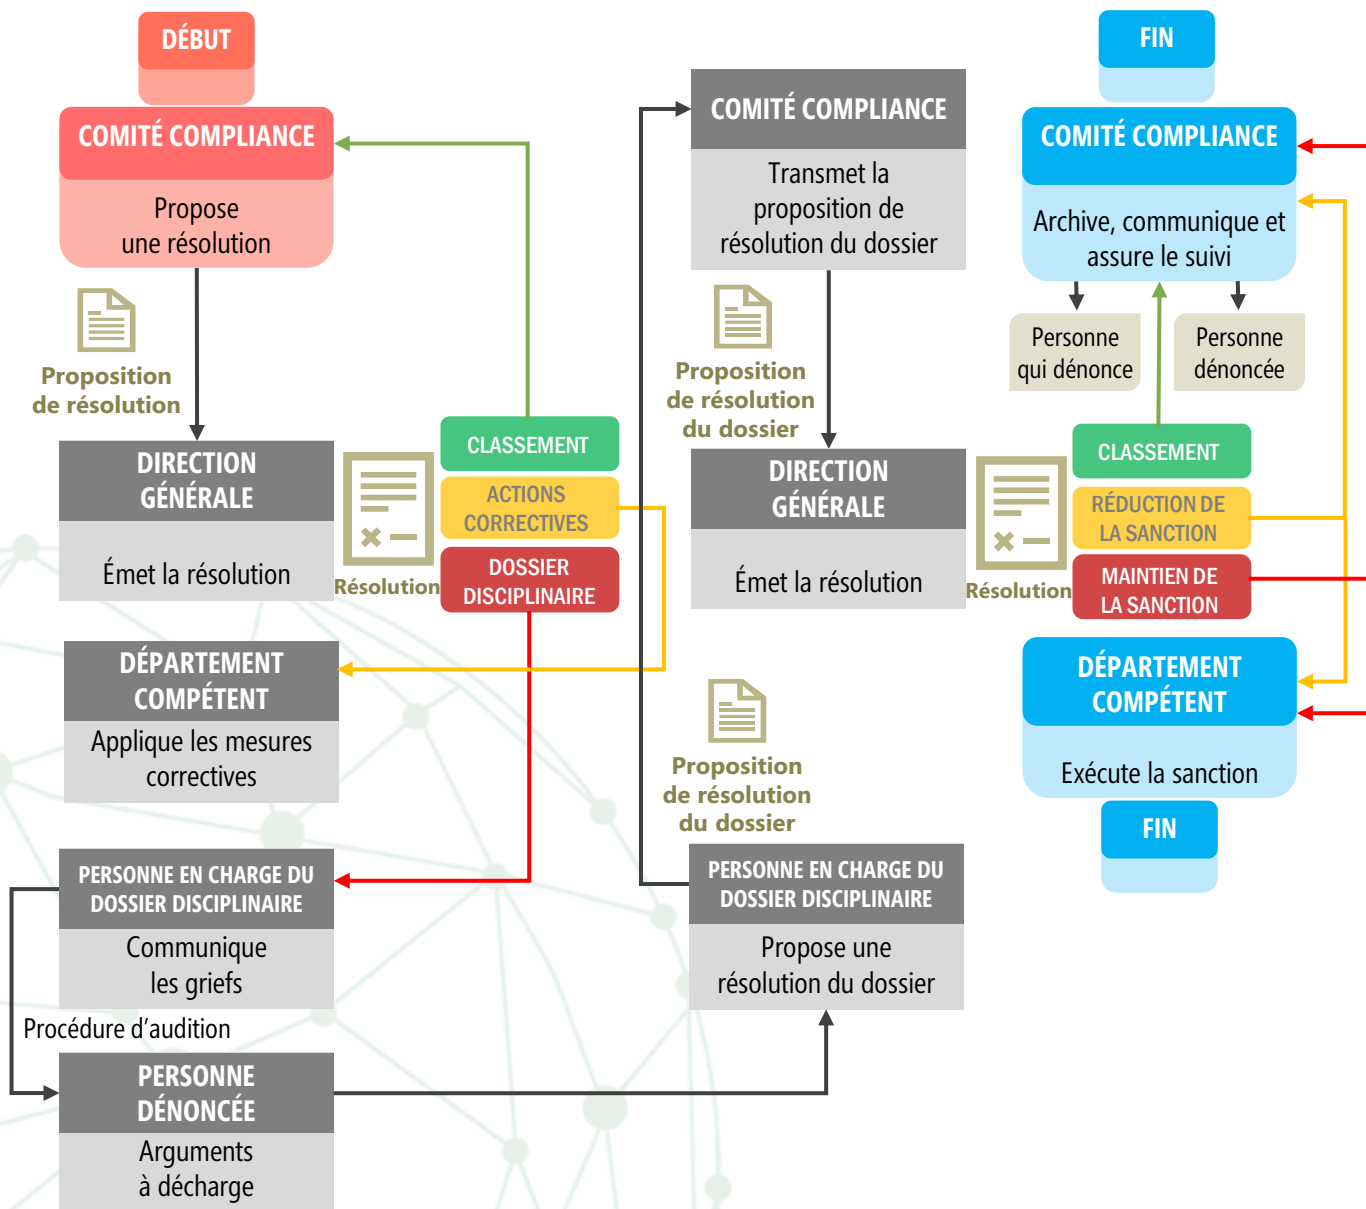 DÉBUT
COMITÉ COMPLIANCE
Propose
une résolution
Proposition
de résolution
DIRECTION
GÉNÉRALE
Émet la résolution
Résolution
CLASSEMENT
ACTIONS
CORRECTIVES
DOSSIER
DISCIPLINAIRE
DÉPARTEMENT
COMPÉTENT
Applique les mesures
correctives
PERSONNE EN CHARGE DU
DOSSIER DISCIPLINAIRE
Communique
les griefs
Procédure d'audition
PERSONNE
DÉNONCÉE
Arguments
à décharge
COMITÉ COMPLIANCE
Transmet la
proposition de
résolution du dossier
Proposition
de résolution
du dossier
DIRECTION
GÉNÉRALE
Émet la résolution
Proposition
de résolution
du dossier
PERSONNE EN CHARGE DU
DOSSIER DISCIPLINAIRE
Propose une
résolution du dossier
FIN
COMITÉ COMPLIANCE
Archive, communique et
assure le suivi
Personne
qui dénonce
Personne
dénoncée
Résolution
CLASSEMENT
RÉDUCTION DE
LA SANCTION
MAINTIEN DE
LA SANCTION
DÉPARTEMENT
COMPÉTENT
Exécute la sanction
FIN